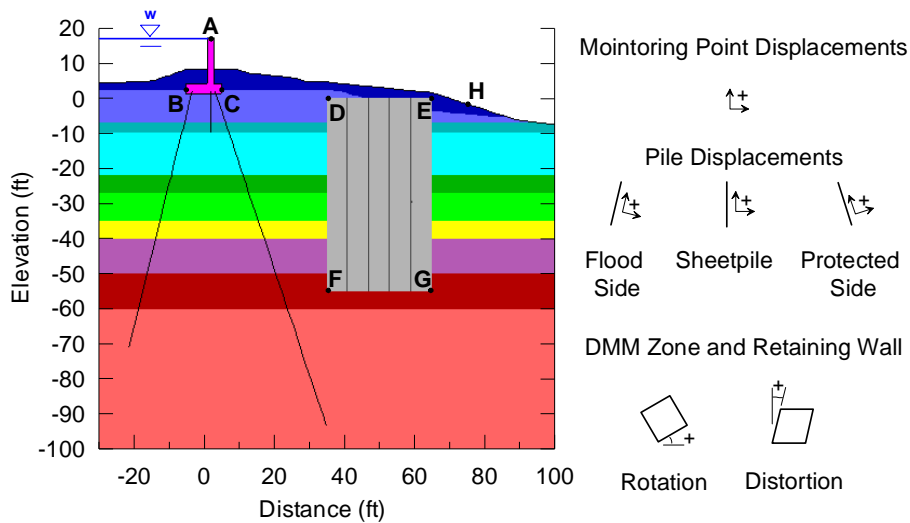 w
A
B
C
D
E
H
F
G
20
10
0
-10
-20
-30
-40
-50
-60
-70
-80
-90
-100
Elevation (ft)
-20
0
20
40
60
80
100
Distance (ft)
Mointoring Point Displacements
+
Pile Displacements
+
+
+
Flood
Side
Sheetpile
Protected
Side
DMM Zone and Retaining Wall
+
+
Rotation
Distortion